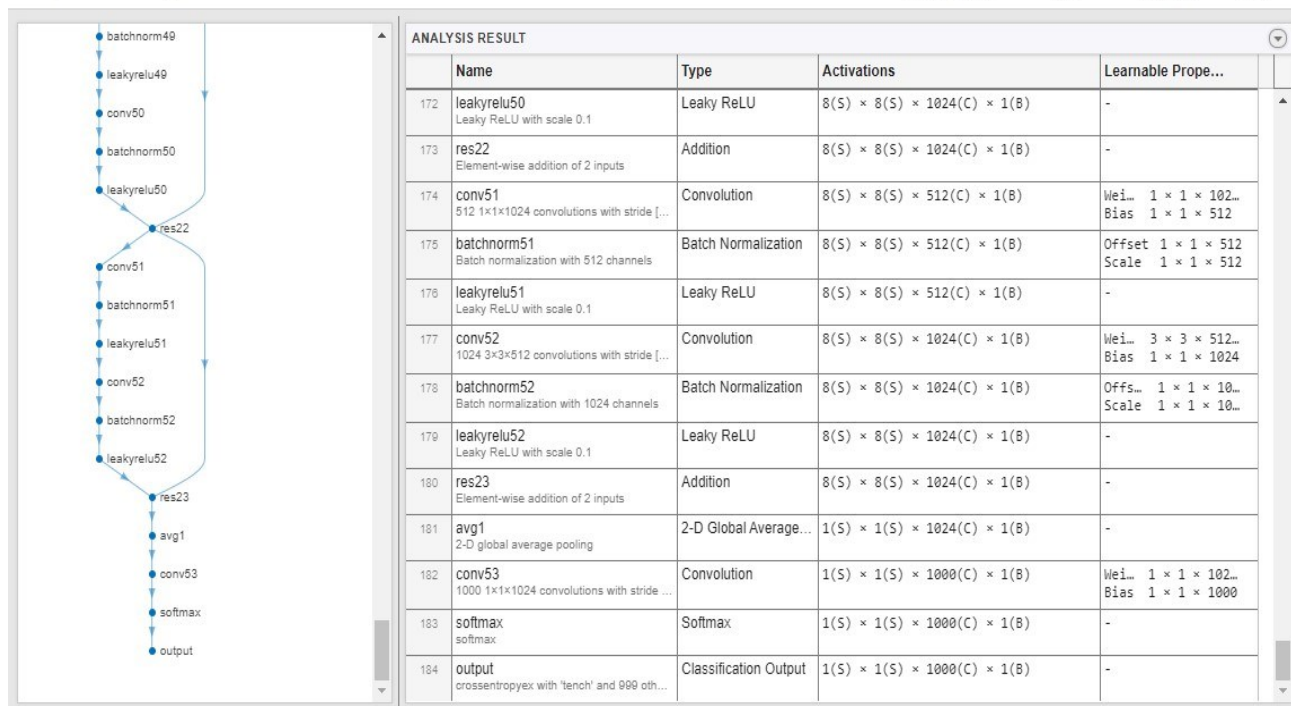 batchnorm49
leakyrelu49
conv50
batchnorm50
leakyrelu50
res22
conv51
batchnorm51
leakyrelu51
conv52
batchnorm52
leakyrelu52
res23
avg1
conv53
softmax
output
ANALYSIS RESULT
Name Type Activations Learnable Prope...
172 leakyrelu50 Leaky ReLU 8(S) × 8(S) × 1024(C) × 1(B) -
Leaky ReLU with scale 0.1
173 res22 Addition 8(S) × 8(S) × 1024(C) × 1(B) -
Element-wise addition of 2 inputs
174 conv51 Convolution 8(S) × 8(S) × 512(C) × 1(B) Wei… 1 × 1 × 102…
512 1×1×1024 convolutions with stride [... Bias 1 × 1 × 512
175 batchnorm51 Batch Normalization 8(S) × 8(S) × 512(C) × 1(B) Offset 1 × 1 × 512
Batch normalization with 512 channels Scale 1 × 1 × 512
176 leakyrelu51 Leaky ReLU 8(S) × 8(S) × 512(C) × 1(B) -
Leaky ReLU with scale 0.1
177 conv52 Convolution 8(S) × 8(S) × 1024(C) × 1(B) Wei… 3 × 3 × 512…
1024 3×3×512 convolutions with stride [... Bias 1 × 1 × 1024
178 batchnorm52 Batch Normalization 8(S) × 8(S) × 1024(C) × 1(B) Offs… 1 × 1 × 10…
Batch normalization with 1024 channels Scale 1 × 1 × 10…
179 leakyrelu52 Leaky ReLU 8(S) × 8(S) × 1024(C) × 1(B) -
Leaky ReLU with scale 0.1
180 res23 Addition 8(S) × 8(S) × 1024(C) × 1(B) -
Element-wise addition of 2 inputs
181 avg1 2-D Global Average... 1(S) × 1(S) × 1024(C) × 1(B) -
2-D global average pooling
182 conv53 Convolution 1(S) × 1(S) × 1000(C) × 1(B) Wei… 1 × 1 × 102…
1000 1×1×1024 convolutions with stride ... Bias 1 × 1 × 1000
183 softmax Softmax 1(S) × 1(S) × 1000(C) × 1(B) -
softmax
184 output Classification Output 1(S) × 1(S) × 1000(C) × 1(B) -
crossentropyex with 'tench' and 999 oth...